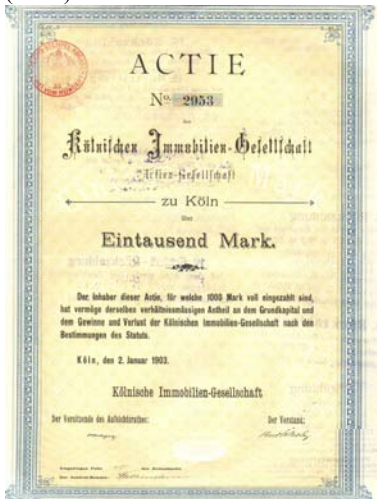 ACTIE
No. 2953
der
Kölnischen Immobilien-Gesellschaft
Actien-Gesellschaft
zu Köln
über
Eintausend Mark.
Der Inhaber dieser Actie, für welche 1000 Mark voll eingezahlt sind,
hat vermöge derselben verhältnissmässigen Antheil an dem Grundkapital und
dem Gewinne und Verlust der Kölnischen Immobilien-Gesellschaft nach den
Bestimmungen des Statuts.
Köln, den 2. Januar 1903.
Kölnische Immobilien-Gesellschaft
Der Vorsitzende des Aufsichtsrathes:
Der Vorstand: